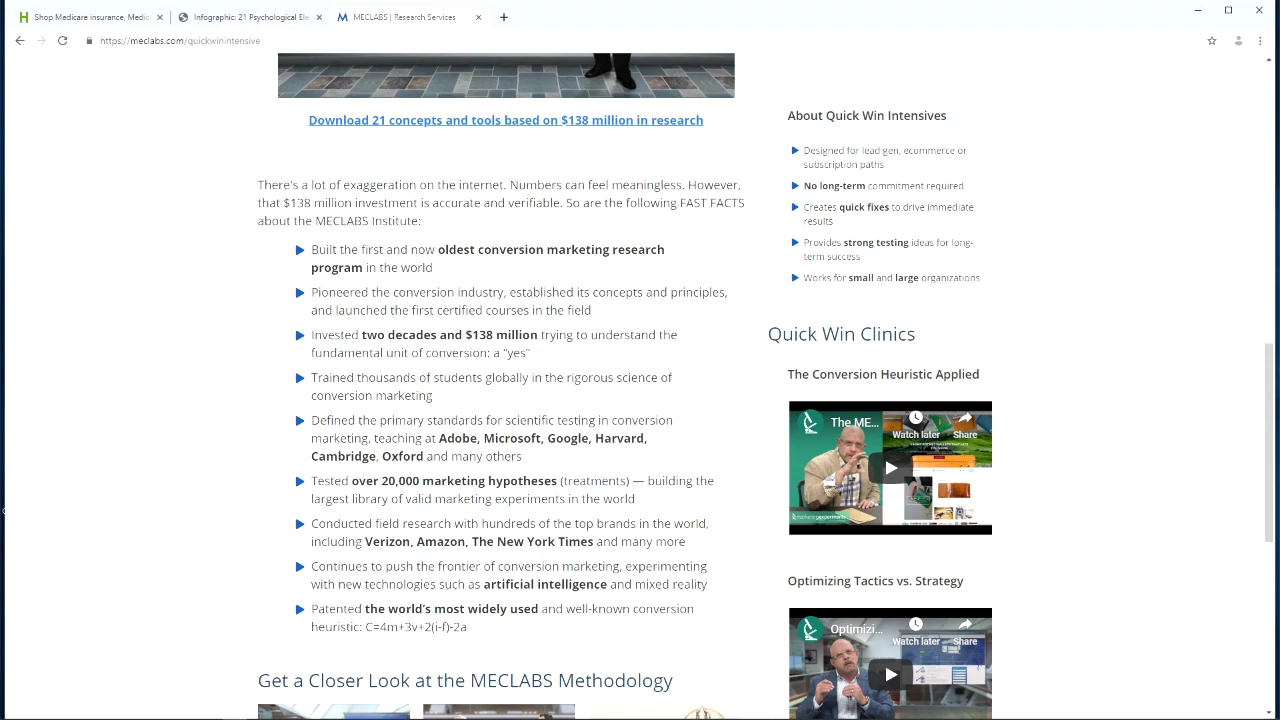 Shop Medicare insurance, Medic
Infographic: 21 Psychological Ele
MECLABS | Research Services
https://meclabs.com/quickwinintensive
Download 21 concepts and tools based on $138 million in research
There's a lot of exaggeration on the internet. Numbers can feel meaningless. However,
that $138 million investment is accurate and verifiable. So are the following FAST FACTS
about the MECLABS Institute:
Built the first and now oldest conversion marketing research
program in the world
Pioneered the conversion industry, established its concepts and principles,
and launched the first certified courses in the field
Invested two decades and $138 million trying to understand the
fundamental unit of conversion: a “yes”
Trained thousands of students globally in the rigorous science of
conversion marketing
Defined the primary standards for scientific testing in conversion
marketing, teaching at Adobe, Microsoft, Google, Harvard,
Cambridge, Oxford and many others
Tested over 20,000 marketing hypotheses (treatments) — building the
largest library of valid marketing experiments in the world
Conducted field research with hundreds of the top brands in the world,
including Verizon, Amazon, The New York Times and many more
Continues to push the frontier of conversion marketing, experimenting
with new technologies such as artificial intelligence and mixed reality
Patented the world’s most widely used and well-known conversion
heuristic: C=4m+3v+2(i-f)-2a
Get a Closer Look at the MECLABS Methodology
About Quick Win Intensives
Designed for lead gen, ecommerce or
subscription paths
No long-term commitment required
Creates quick fixes to drive immediate
results
Provides strong testing ideas for long-
term success
Works for small and large organizations
Quick Win Clinics
The Conversion Heuristic Applied
The ME...
Watch later Share
Optimizing Tactics vs. Strategy
Optimizi...
Watch later Share